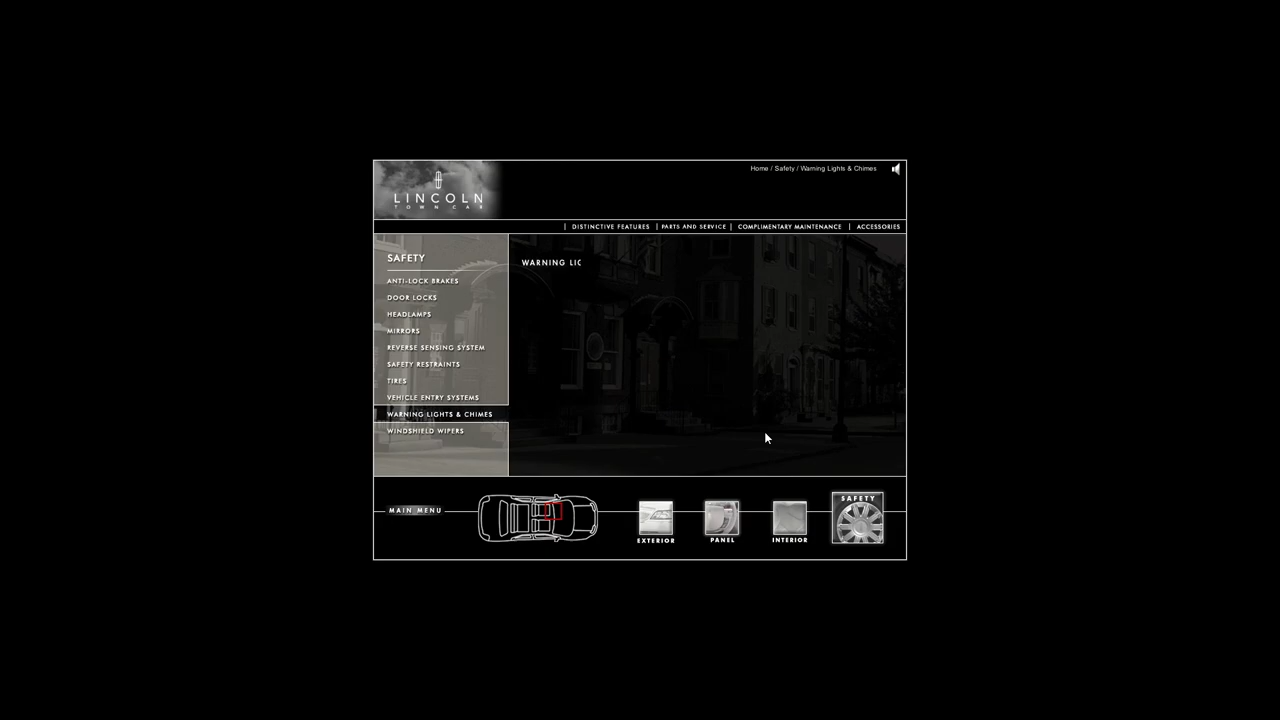 Home / Safety / Warning Lights & Chimes
LINCOLN
TOWN CAR
DISTINCTIVE FEATURES | PARTS AND SERVICE | COMPLIMENTARY MAINTENANCE | ACCESSORIES
SAFETY
ANTI-LOCK BRAKES
DOOR LOCKS
HEADLAMPS
MIRRORS
REVERSE SENSING SYSTEM
SAFETY RESTRAINTS
TIRES
VEHICLE ENTRY SYSTEMS
WARNING LIGHTS & CHIMES
WINDSHIELD WIPERS
WARNING LIG
MAIN MENU
EXTERIOR
PANEL
INTERIOR
SAFETY